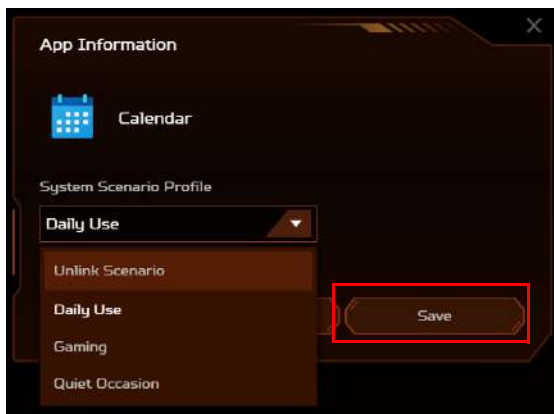 App Information
Calendar
System Scenario Profile
Daily Use
Unlink Scenario
Daily Use
Save
Gaming
Quiet Occasion